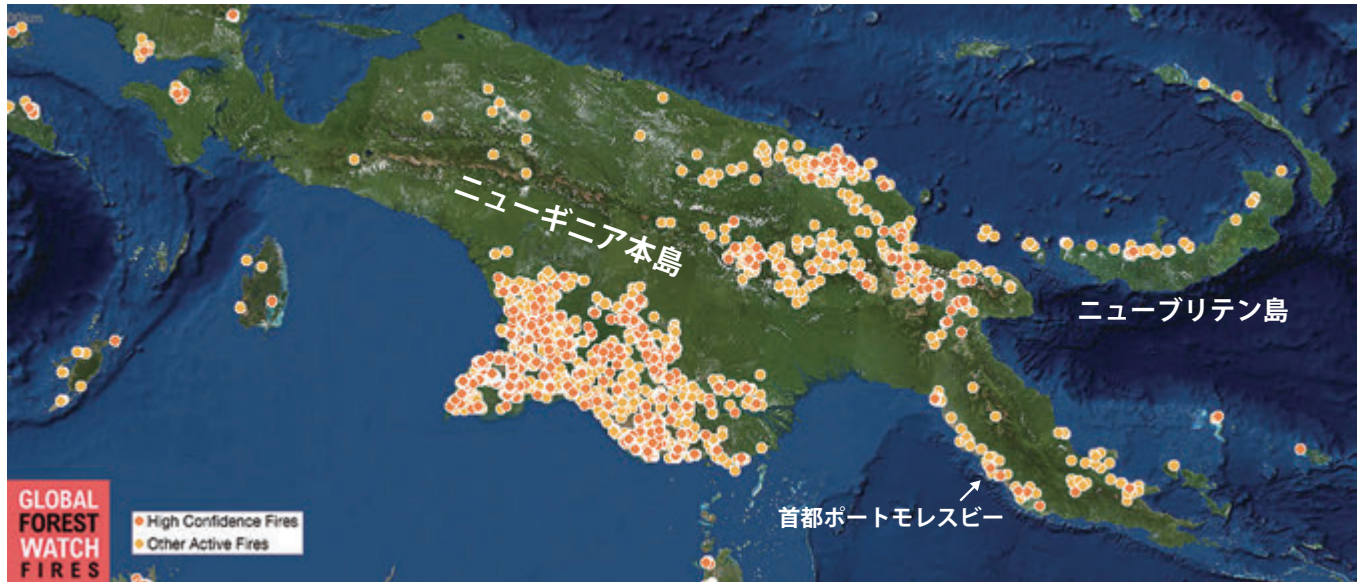 ニューギニア本島
ニューブリテン島
首都ポートモレスビー
GLOBAL
FOREST
WATCH
FIRES
High Confidence Fires
Other Active Fires